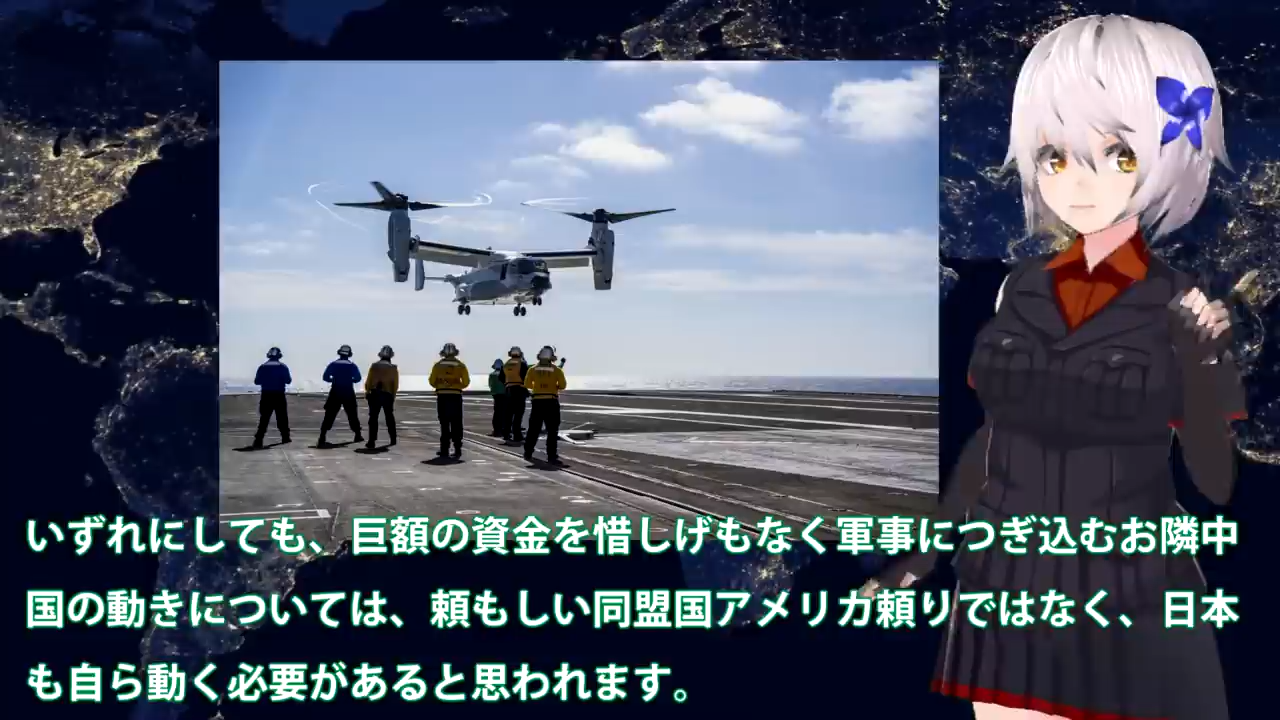 いずれにしても、巨額の資金を惜しげもなく軍事につぎ込むお隣中
国の動きについては、頼もしい同盟国アメリカ頼りではなく、日本
も自ら動く必要があると思われます。